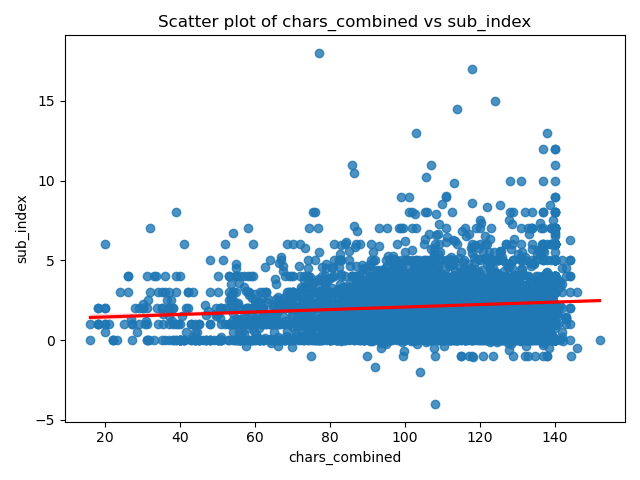 Scatter plot of chars_combined vs sub_index
15
10
5
0
−5
sub_index
20 40 60 80 100 120 140
chars_combined